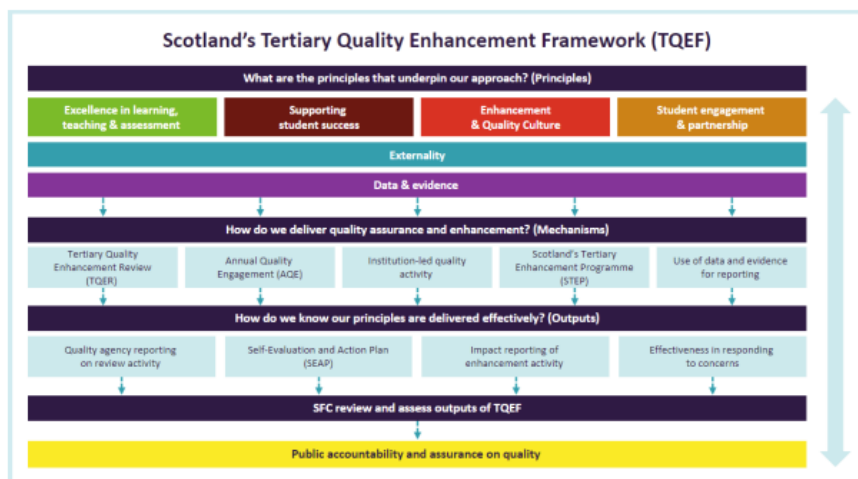 Scotland's Tertiary Quality Enhancement Framework (TQEF)
What are the principles that underpin our approach? (Principles)
Excellence in learning,
teaching & assessment
Supporting
student success
Enhancement
& Quality Culture
Student engagement
& partnership
Externality
Data & evidence
How do we deliver quality assurance and enhancement? (Mechanisms)
Tertiary Quality
Enhancement Review
(TQER)
Annual Quality
Engagement (AQE)
Institution-led quality
activity
Scotland's Tertiary
Enhancement Programme
(STEP)
Use of data and evidence
for reporting
How do we know our principles are delivered effectively? (Outputs)
Quality agency reporting
on review activity
Self-Evaluation and Action Plan
(SEAP)
Impact reporting of
enhancement activity
Effectiveness in responding
to concerns
SFC review and assess outputs of TQEF
Public accountability and assurance on quality